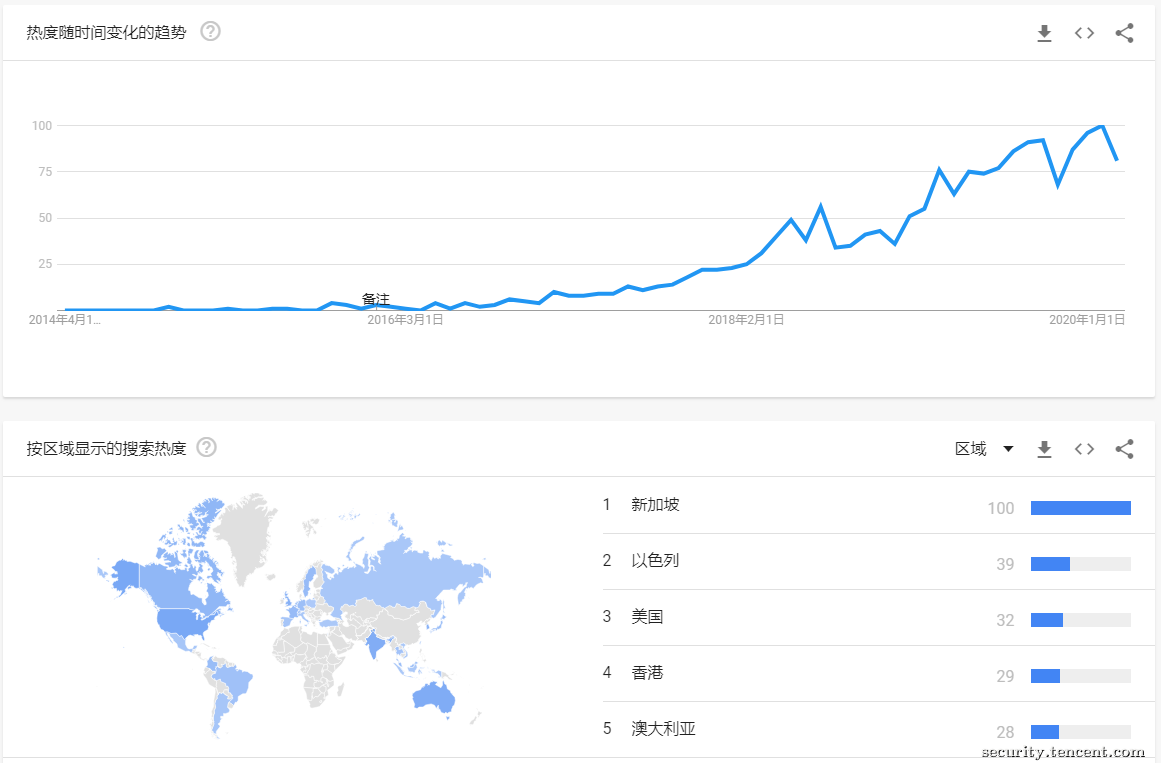 热度随时间变化的趋势
100
75
50
25
备注
2014年4月1...
2016年3月1日
2018年2月1日
2020年1月1日
按区域显示的搜索热度
区域
1 新加坡 100
2 以色列 39
3 美国 32
4 香港 29
5 澳大利亚 28
security.tencent.com